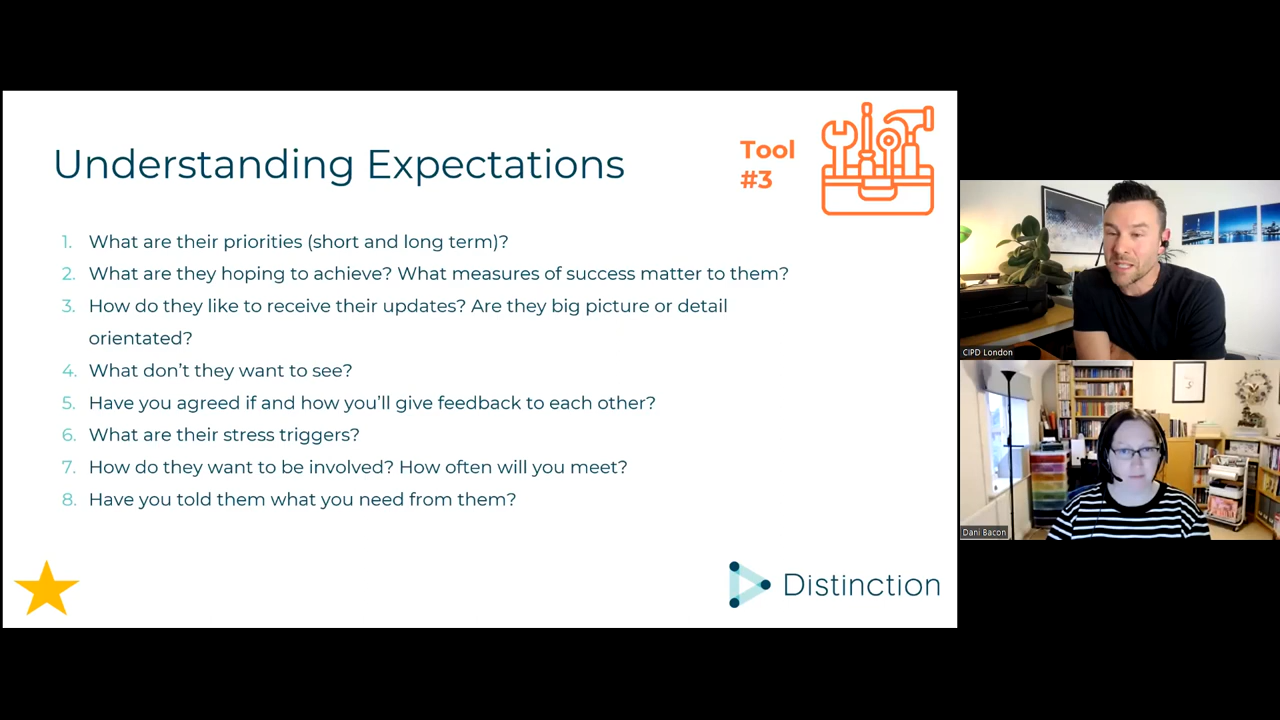 Understanding Expectations
Tool
#3
1. What are their priorities (short and long term)?
2. What are they hoping to achieve? What measures of success matter to them?
3. How do they like to receive their updates? Are they big picture or detail
orientated?
4. What don’t they want to see?
5. Have you agreed if and how you’ll give feedback to each other?
6. What are their stress triggers?
7. How do they want to be involved? How often will you meet?
8. Have you told them what you need from them?
Distinction
CIPD London
Dani Bacon